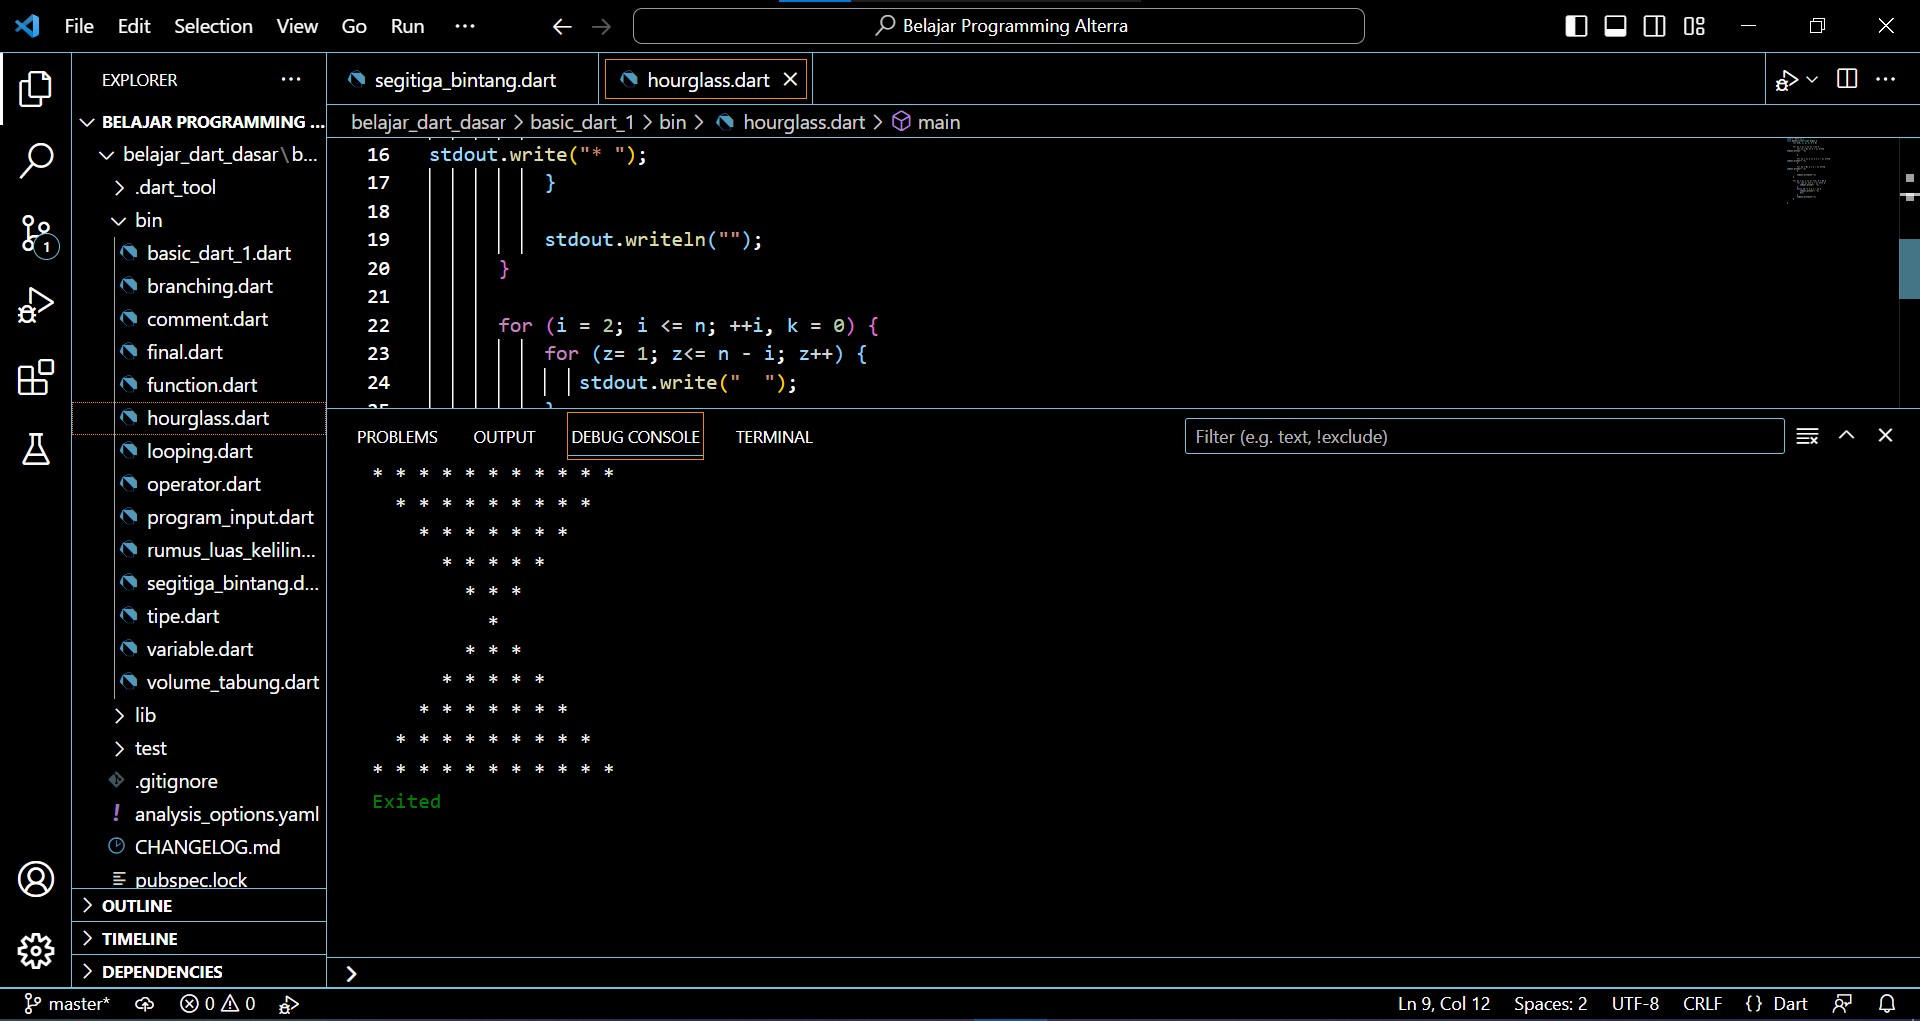 File Edit Selection View Go Run ··· Belajar Programming Alterra
EXPLORER ···
segitiga_bintang.dart hourglass.dart
BELAJAR PROGRAMMING ...
belajar_dart_dasar > basic_dart_1 > bin > hourglass.dart > main
belajar_dart_dasar\b...
.dart_tool
bin
basic_dart_1.dart
branching.dart
comment.dart
final.dart
function.dart
hourglass.dart
looping.dart
operator.dart
program_input.dart
rumus_luas_kelilin...
segitiga_bintang.d...
tipe.dart
variable.dart
volume_tabung.dart
lib
test
.gitignore
! analysis_options.yaml
CHANGELOG.md
pubspec.lock
OUTLINE
TIMELINE
DEPENDENCIES
1
16 stdout.write("* ");
17 }
18
19 stdout.writeln("");
20 }
21
22 for (i = 2; i <= n; ++i, k = 0) {
23 for (z= 1; z<= n - i; z++) {
24 stdout.write("  ");
PROBLEMS OUTPUT DEBUG CONSOLE TERMINAL Filter (e.g. text, !exclude)
* * * * * * * * * * *
* * * * * * * * *
* * * * * * *
* * * * *
* * *
*
* * *
* * * * *
* * * * * * *
* * * * * * * * *
* * * * * * * * * * *
Exited
>
master* 0 0 Ln 9, Col 12 Spaces: 2 UTF-8 CRLF {} Dart